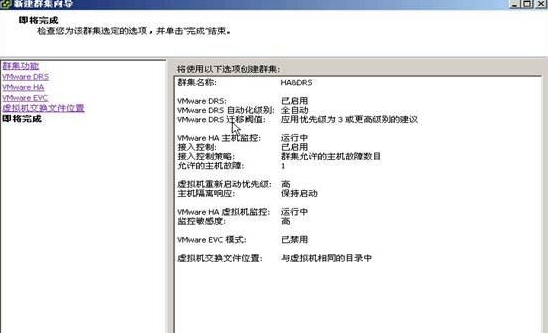 新建群集向导
即将完成
检查您为该群集选定的选项，并单击"完成"结束。
群集功能
VMware DRS
VMware HA
VMware EVC
虚拟机交换文件位置
即将完成
将使用以下选项创建群集:
群集名称: HA&DRS
VMware DRS: 已启用
VMware DRS 自动化级别: 全自动
VMware DRS 迁移阈值: 应用优先级为 3 或更高级别的建议
VMware HA 主机监控: 运行中
接入控制: 已启用
接入控制策略: 群集允许的主机故障数目
允许的主机故障: 1
虚拟机重新启动优先级: 高
主机隔离响应: 保持启动
VMware HA 虚拟机监控: 运行中
监控敏感度: 高
VMware EVC 模式: 已禁用
虚拟机交换文件位置: 与虚拟机相同的目录中